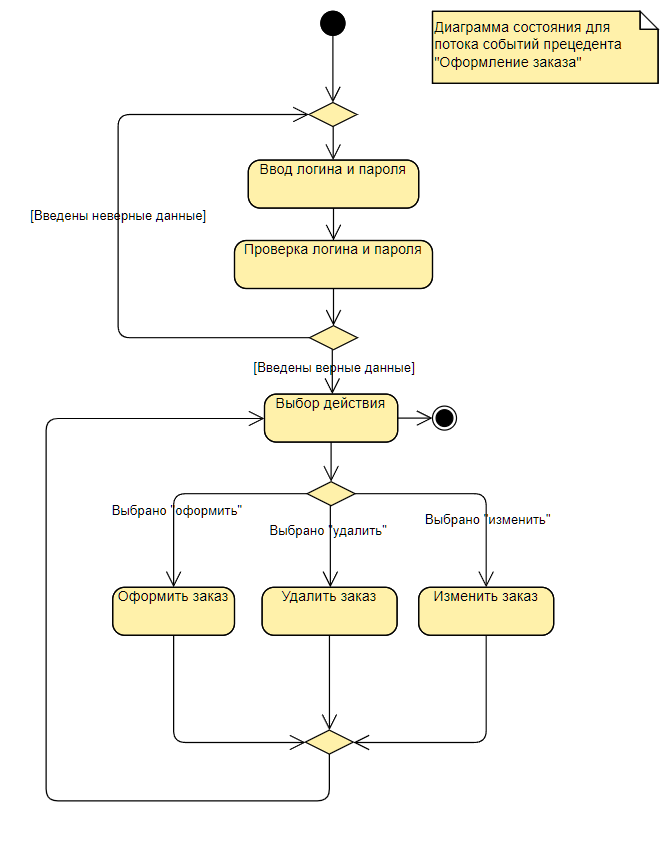 Диаграмма состояния для
потока событий прецедента
"Оформление заказа"
Ввод логина и пароля
[Введены неверные данные]
Проверка логина и пароля
[Введены верные данные]
Выбор действия
Выбрано "оформить"
Выбрано "удалить"
Выбрано "изменить"
Оформить заказ
Удалить заказ
Изменить заказ